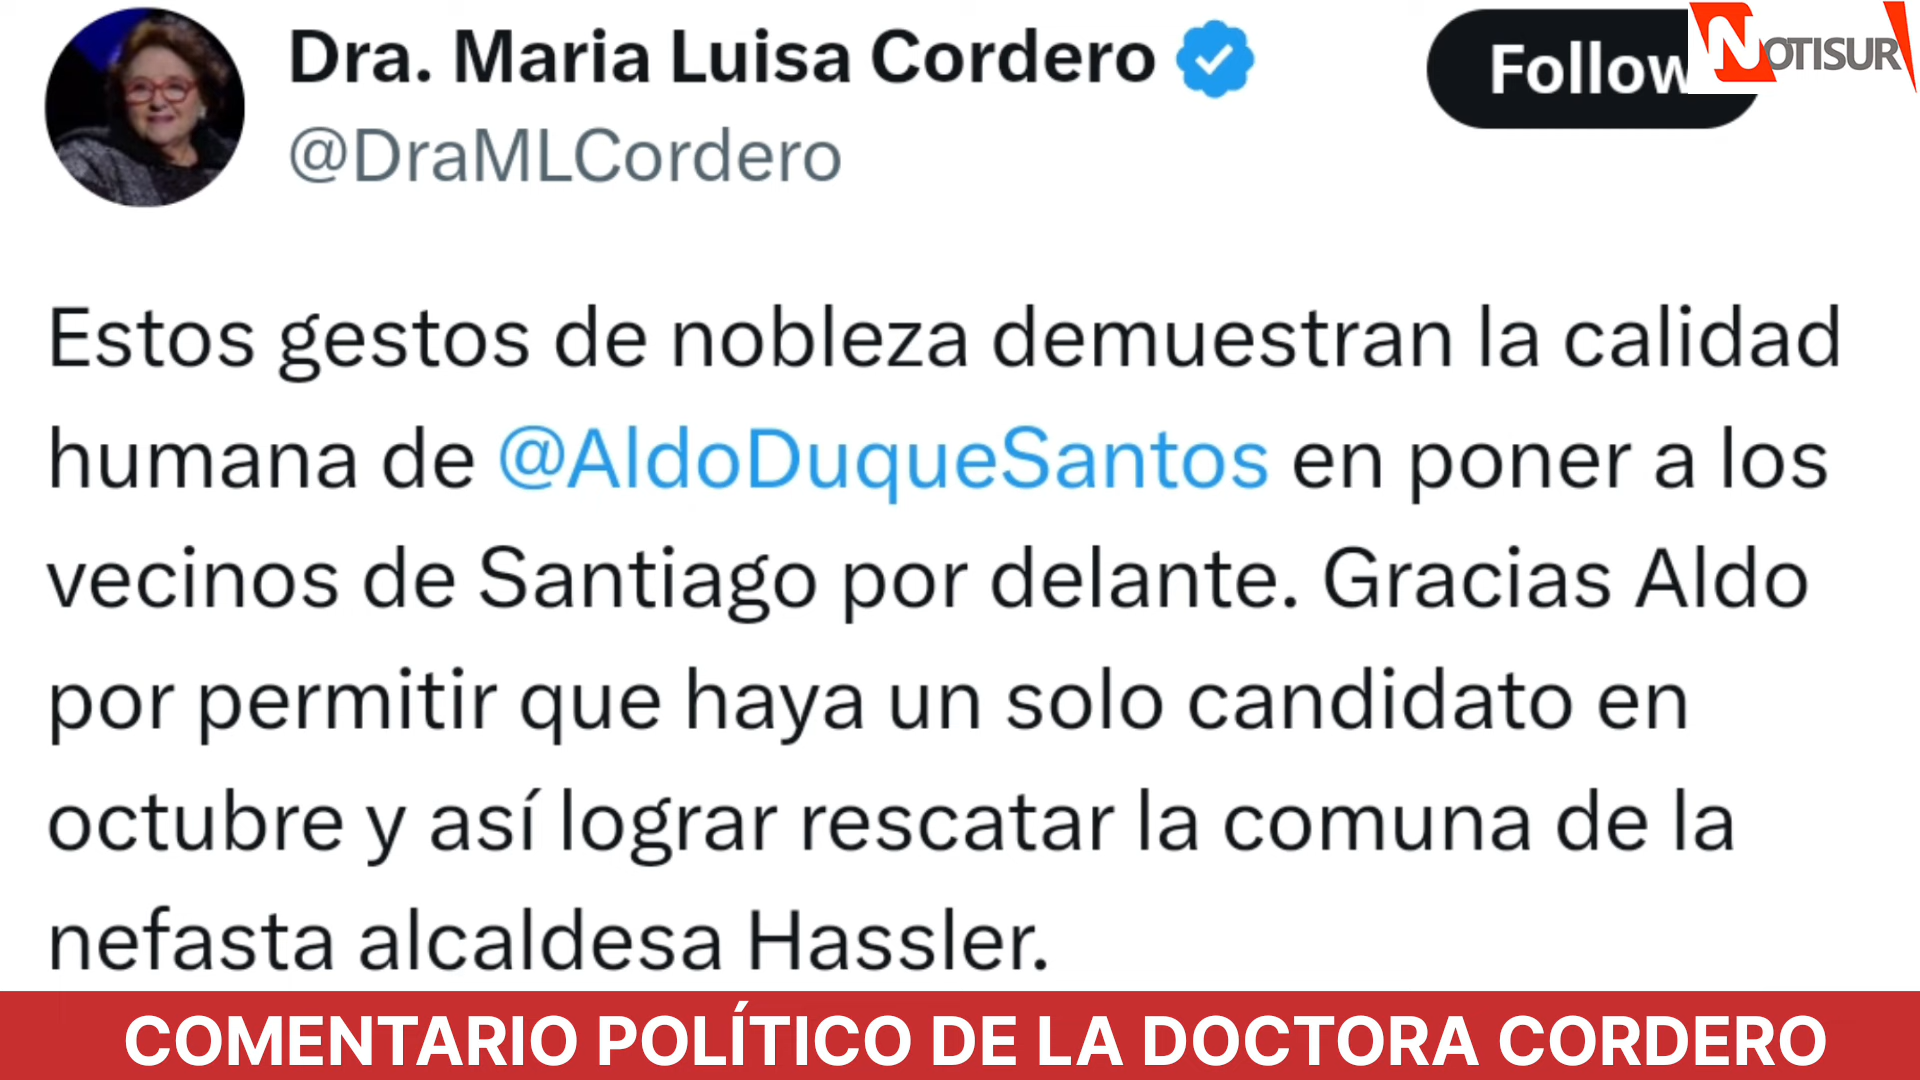 Dra. Maria Luisa Cordero
@DraMLCordero
Follow
NOTISUR
Estos gestos de nobleza demuestran la calidad
humana de @AldoDuqueSantos en poner a los
vecinos de Santiago por delante. Gracias Aldo
por permitir que haya un solo candidato en
octubre y así lograr rescatar la comuna de la
nefasta alcaldesa Hassler.
COMENTARIO POLÍTICO DE LA DOCTORA CORDERO